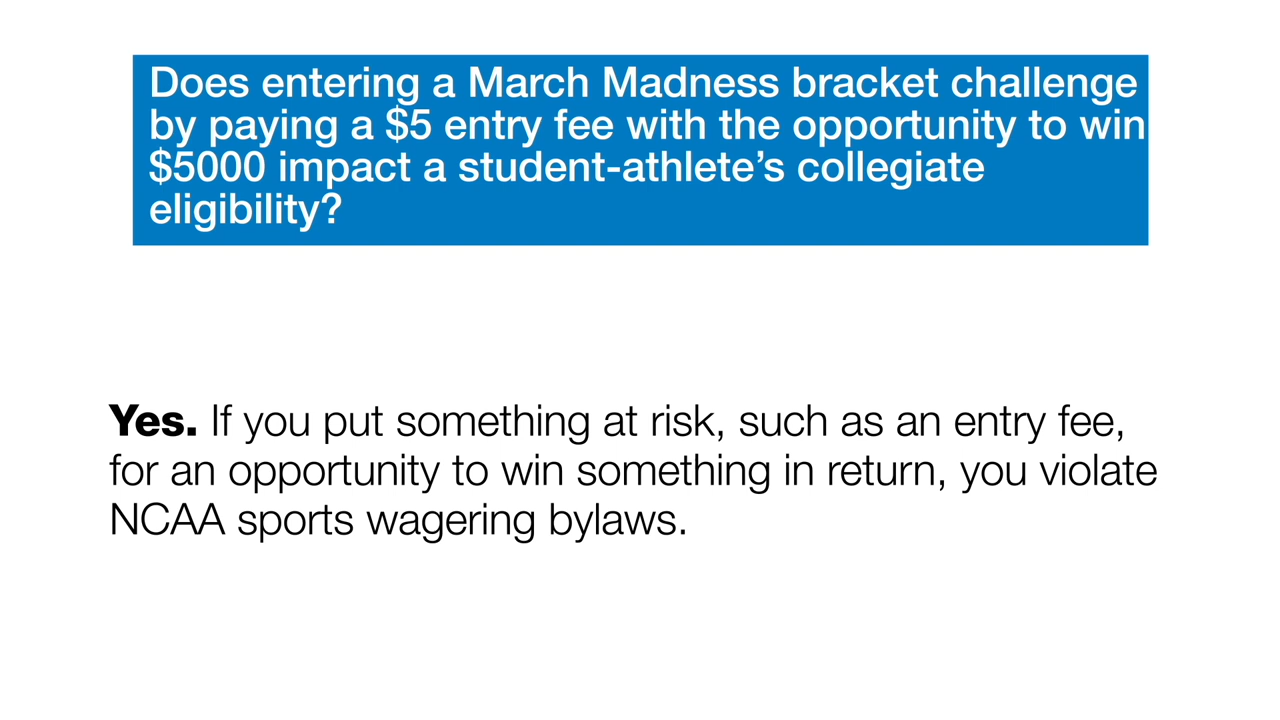 Does entering a March Madness bracket challenge
by paying a $5 entry fee with the opportunity to win
$5000 impact a student-athlete’s collegiate
eligibility?
Yes. If you put something at risk, such as an entry fee,
for an opportunity to win something in return, you violate
NCAA sports wagering bylaws.